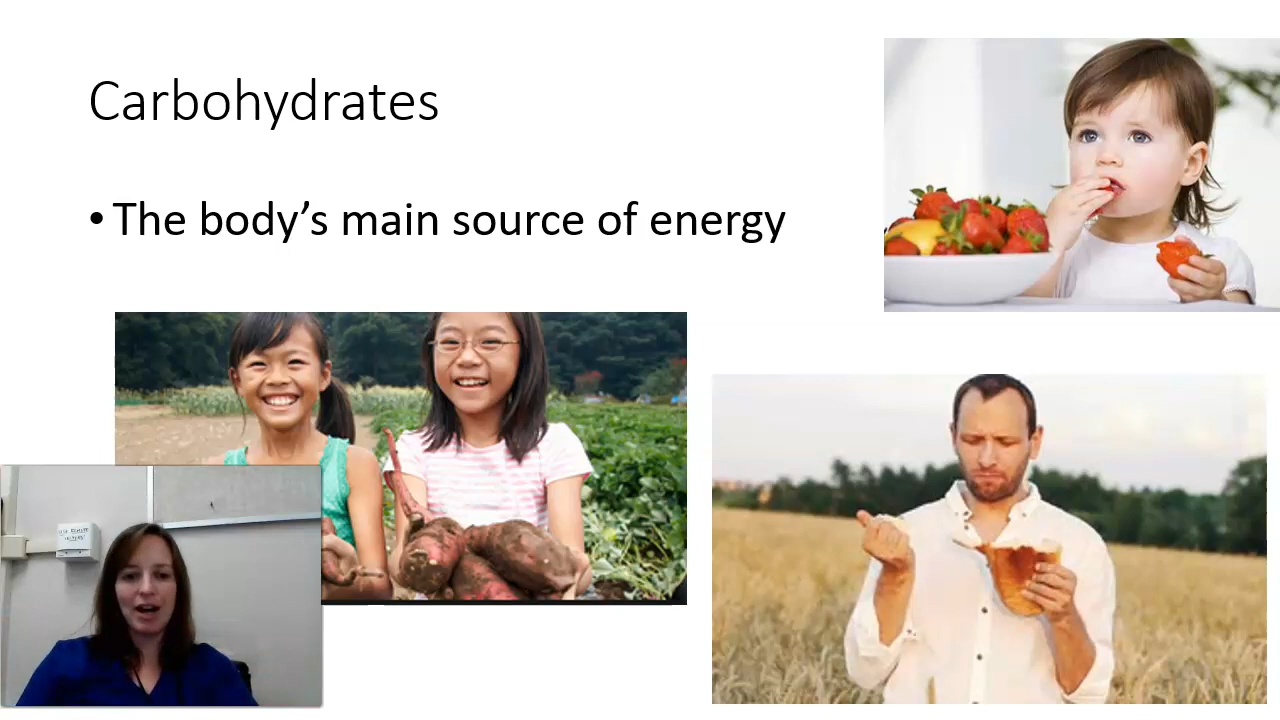 Carbohydrates
• The body's main source of energy